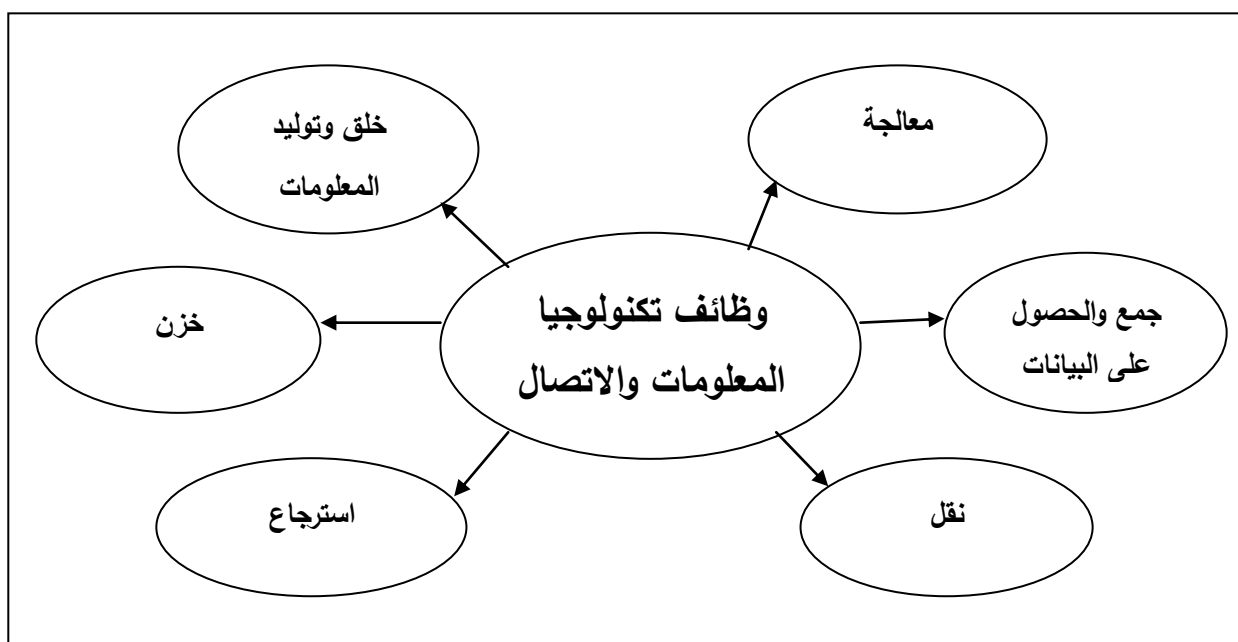 معالجة
خلق وتوليد
المعلومات
جمع والحصول
على البيانات
وظائف تكنولوجيا
المعلومات والاتصال
خزن
نقل
استرجاع